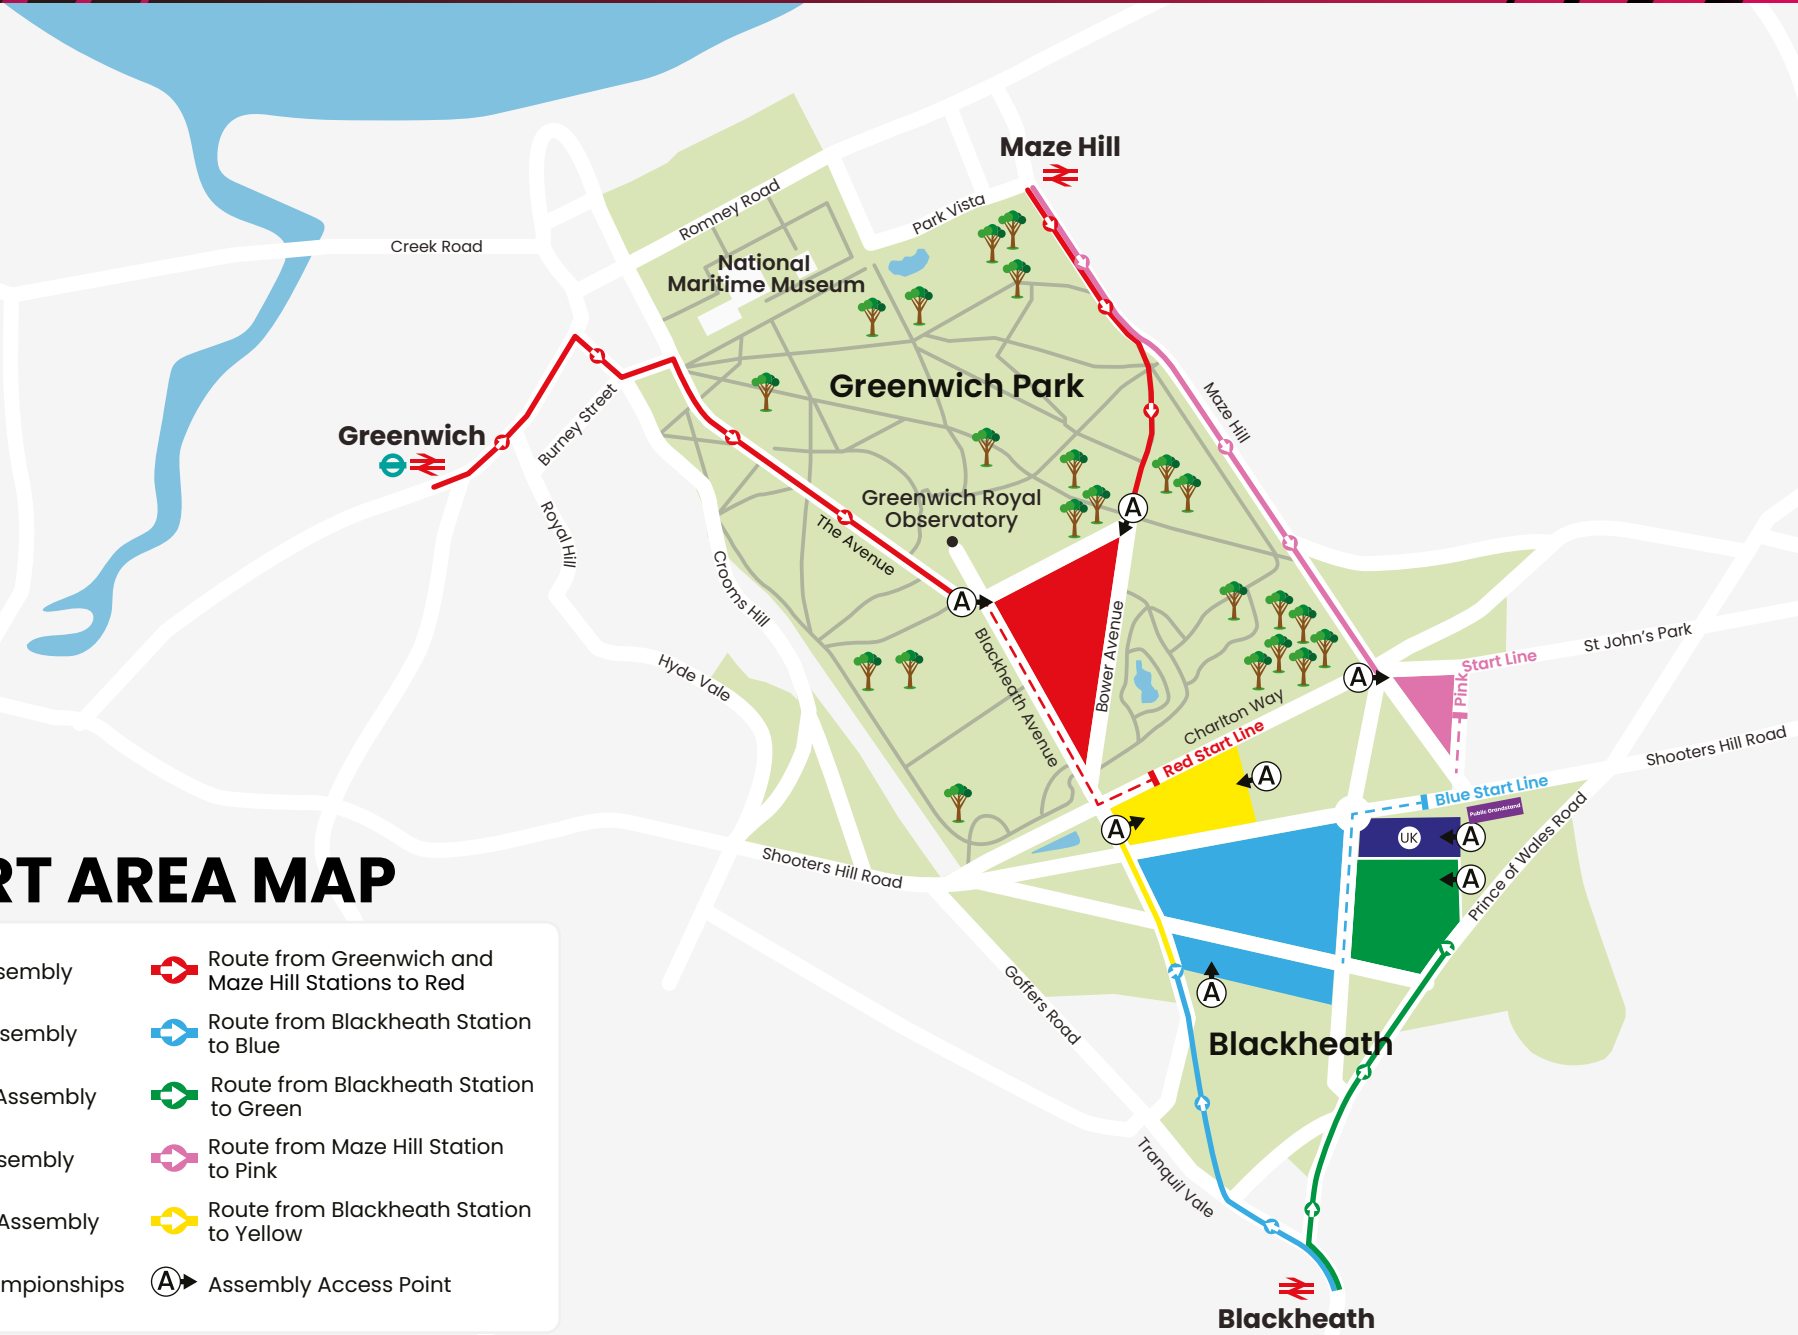 Maze Hill
Romney Road
Park Vista
Creek Road
National
Maritime Museum
Greenwich Park
Maze Hill
Greenwich
Burney Street
Greenwich Royal
Observatory
A
Royal Hill
The Avenue
Crooms Hill
A
Blackheath Avenue
Bower Avenue
St John's Park
Hyde Vale
A
Pink Start Line
Charlton Way
Red Start Line
Shooters Hill Road
A
Blue Start Line
Public Grandstand
A
UK
A
Shooters Hill Road
A
Prince of Wales Road
RT AREA MAP
A
Goffers Road
Blackheath
Tranquil Vale
Blackheath
sembly
Route from Greenwich and
Maze Hill Stations to Red
sembly
Route from Blackheath Station
to Blue
Assembly
Route from Blackheath Station
to Green
sembly
Route from Maze Hill Station
to Pink
Assembly
Route from Blackheath Station
to Yellow
mpionships
A
Assembly Access Point